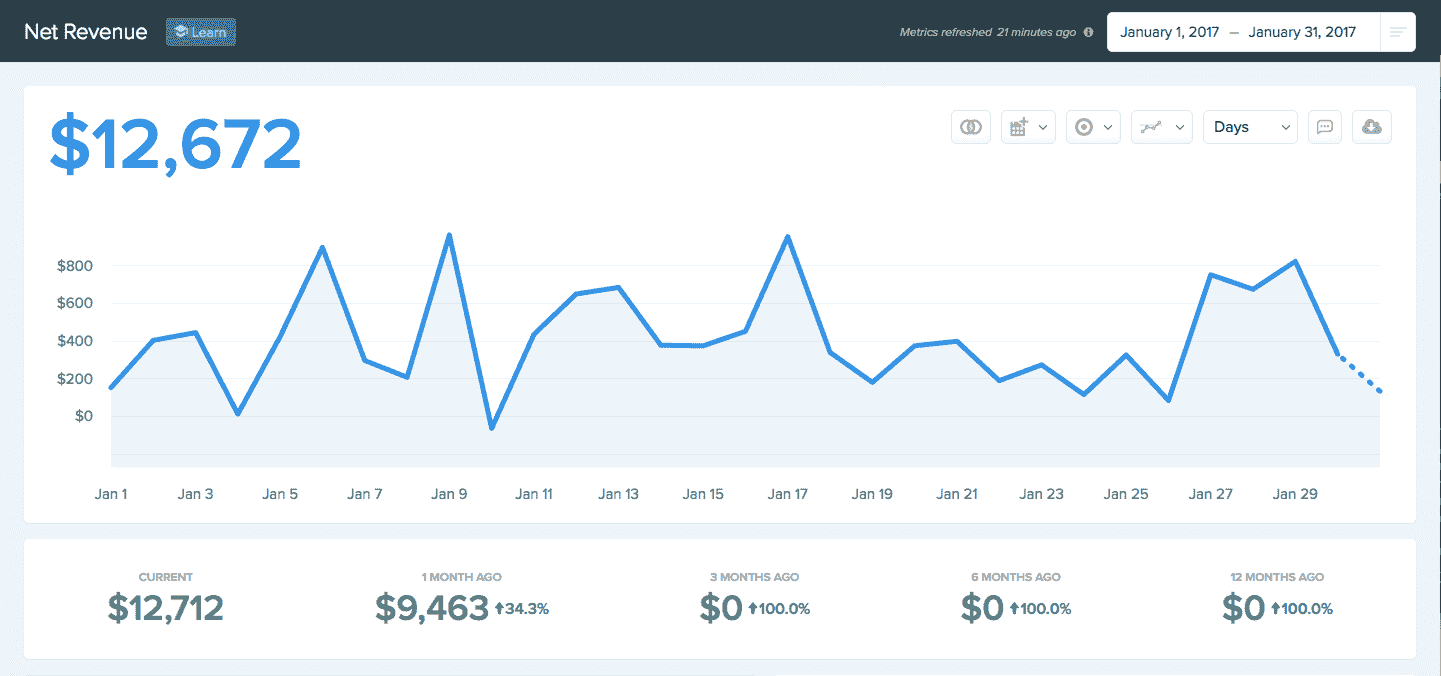 Net Revenue Learn Metrics refreshed 21 minutes ago January 1, 2017 – January 31, 2017
$12,672 Days
$800
$600
$400
$200
$0
Jan 1 Jan 3 Jan 5 Jan 7 Jan 9 Jan 11 Jan 13 Jan 15 Jan 17 Jan 19 Jan 21 Jan 23 Jan 25 Jan 27 Jan 29
CURRENT 1 MONTH AGO 3 MONTHS AGO 6 MONTHS AGO 12 MONTHS AGO
$12,712 $9,463 34.3% $0 100.0% $0 100.0% $0 100.0%